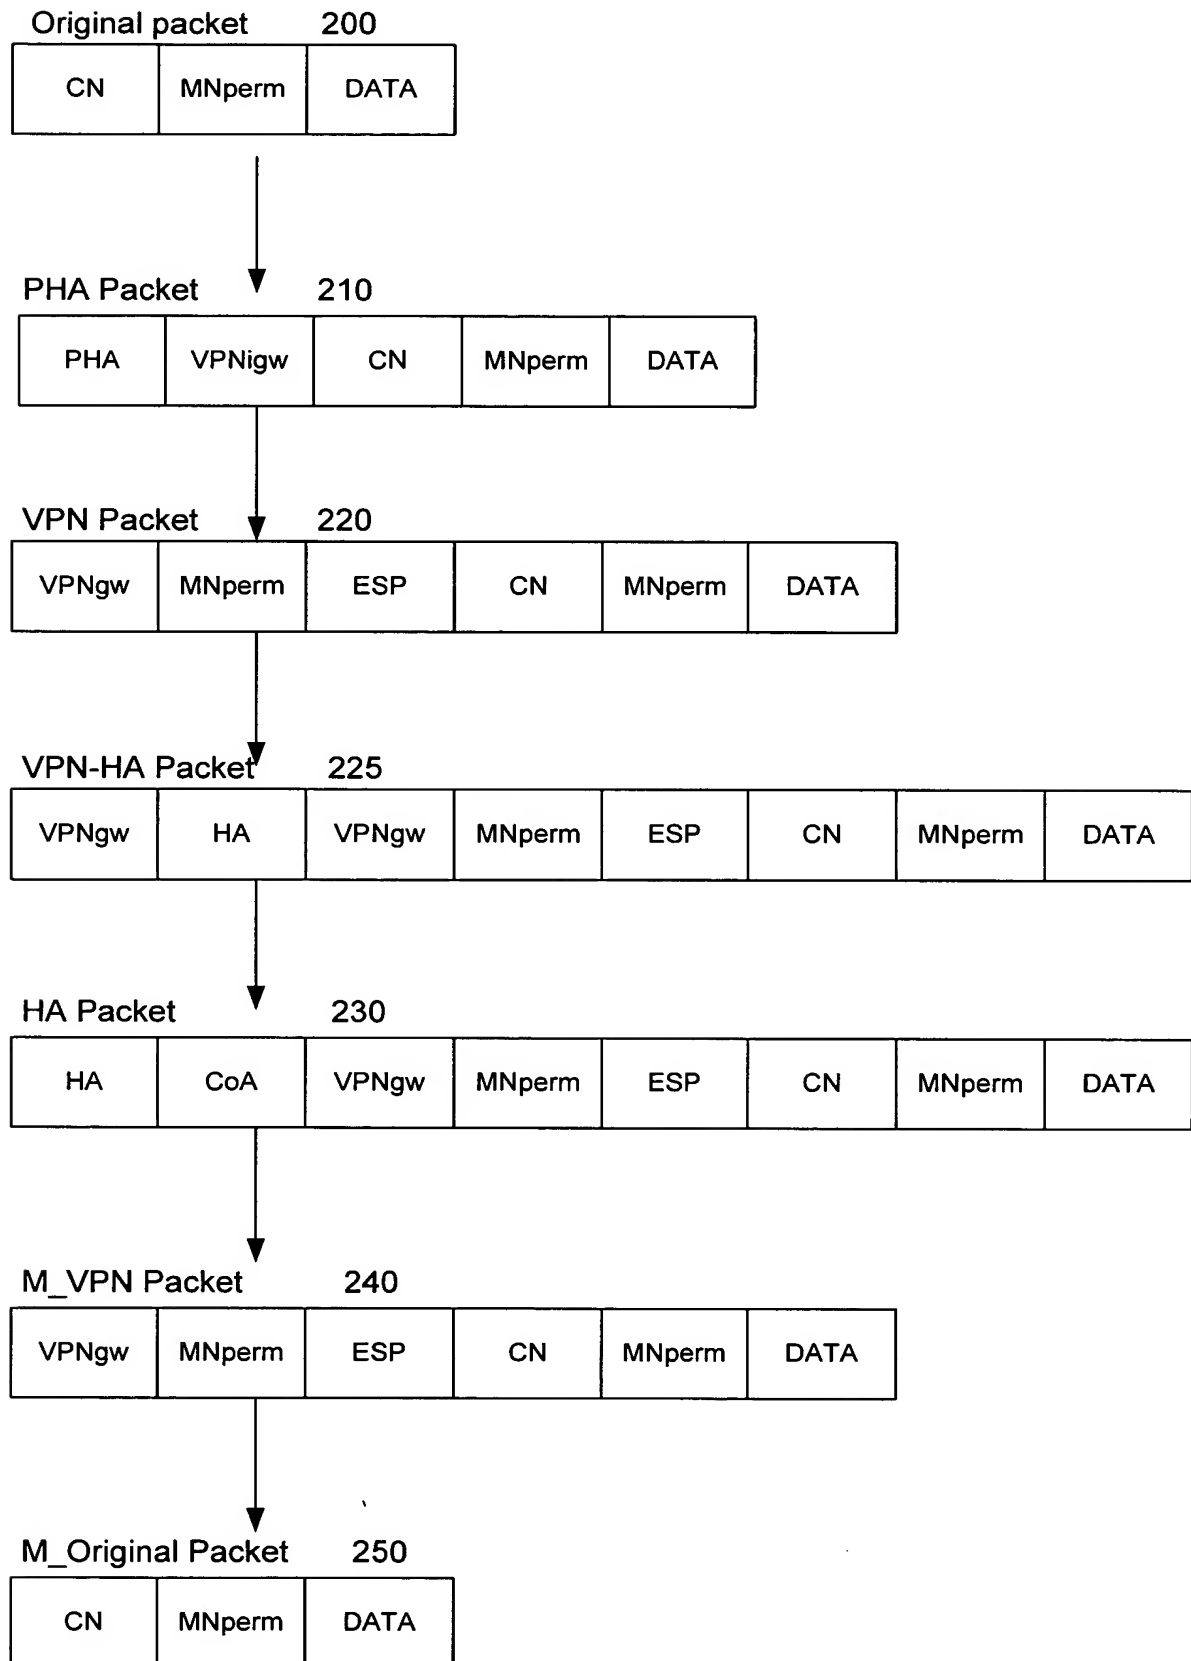 Original packet 200
CN MNperm DATA
PHA Packet 210
PHA VPNigw CN MNperm DATA
VPN Packet 220
VPNgw MNperm ESP CN MNperm DATA
VPN-HA Packet 225
VPNgw HA VPNgw MNperm ESP CN MNperm DATA
HA Packet 230
HA CoA VPNgw MNperm ESP CN MNperm DATA
M_VPN Packet 240
VPNgw MNperm ESP CN MNperm DATA
M_Original Packet 250
CN MNperm DATA